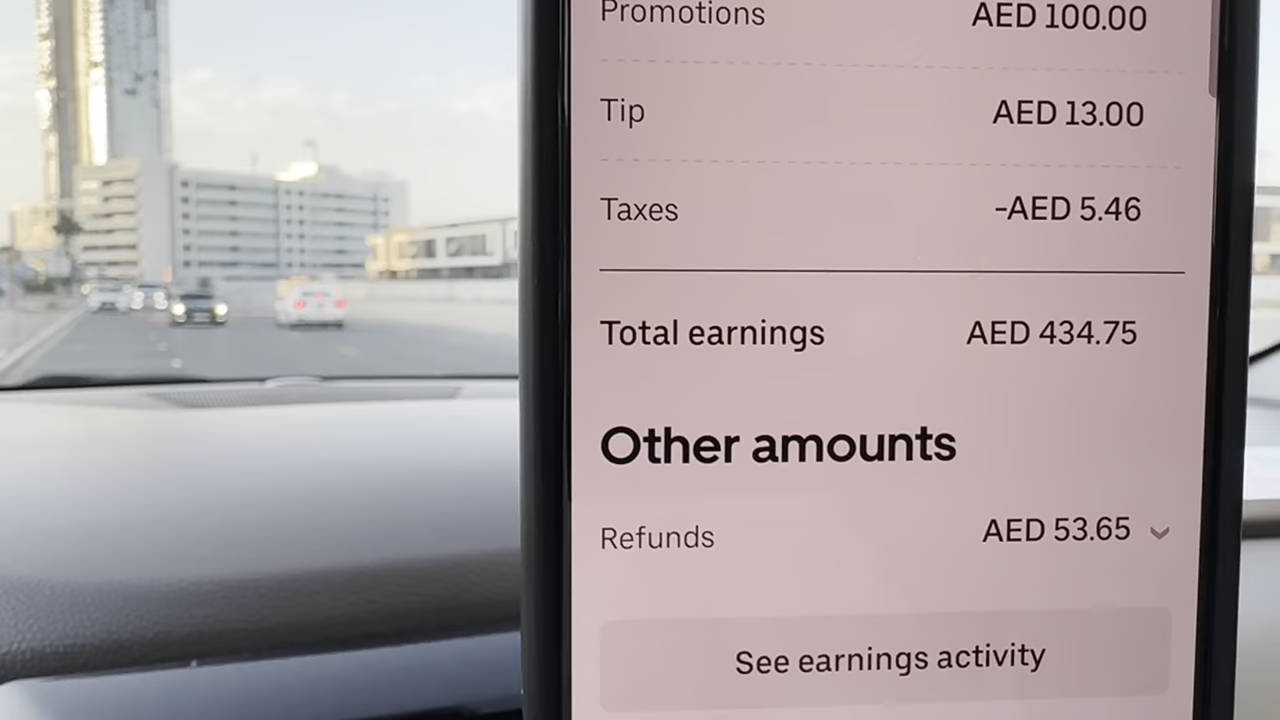 Promotions AED 100.00
Tip AED 13.00
Taxes -AED 5.46
Total earnings AED 434.75
Other amounts
Refunds AED 53.65
See earnings activity